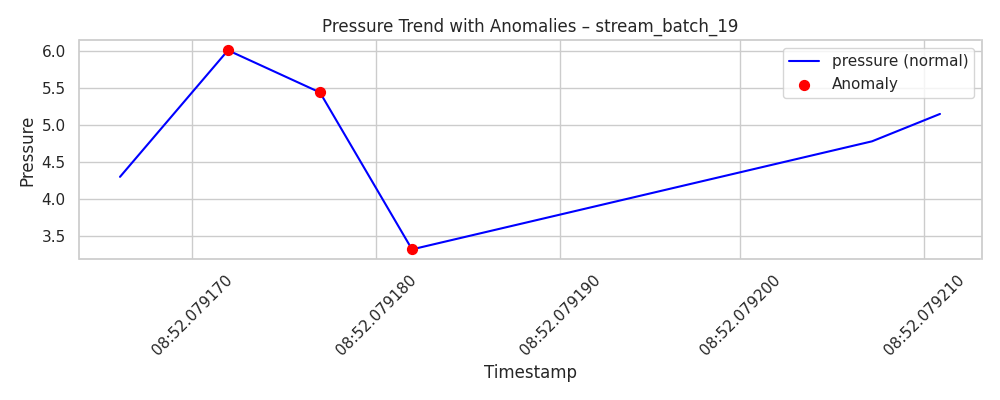 Pressure Trend with Anomalies – stream_batch_19
pressure (normal)
Anomaly
Pressure
6.0
5.5
5.0
4.5
4.0
3.5
08:52.079170
08:52.079180
08:52.079190
08:52.079200
08:52.079210
Timestamp